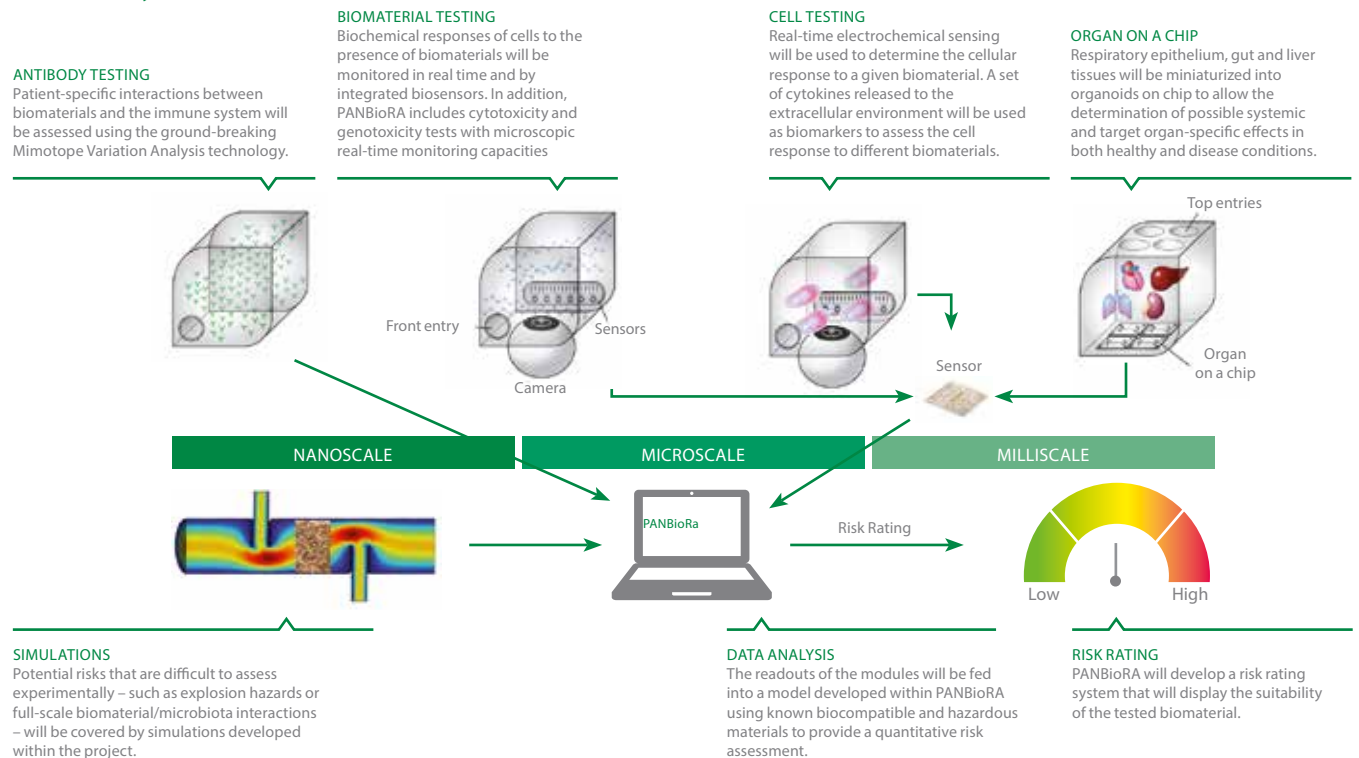 ANTIBODY TESTING
Patient-specific interactions between
biomaterials and the immune system will
be assessed using the ground-breaking
Mimotope Variation Analysis technology.
BIOMATERIAL TESTING
Biochemical responses of cells to the
presence of biomaterials will be
monitored in real time and by
integrated biosensors. In addition,
PANBioRA includes cytotoxicity and
genotoxicity tests with microscopic
real-time monitoring capacities
CELL TESTING
Real-time electrochemical sensing
will be used to determine the cellular
response to a given biomaterial. A set
of cytokines released to the
extracellular environment will be used
as biomarkers to assess the cell
response to different biomaterials.
ORGAN ON A CHIP
Respiratory epithelium, gut and liver
tissues will be miniaturized into
organoids on chip to allow the
determination of possible systemic
and target organ-specific effects in
both healthy and disease conditions.
Top entries
Front entry
Sensors
Camera
Sensor
Organ
on a chip
NANOSCALE
MICROSCALE
MILLISCALE
PANBioRa
Risk Rating
Low
High
SIMULATIONS
Potential risks that are difficult to assess
experimentally – such as explosion hazards or
full-scale biomaterial/microbiota interactions
– will be covered by simulations developed
within the project.
DATA ANALYSIS
The readouts of the modules will be fed
into a model developed within PANBioRA
using known biocompatible and hazardous
materials to provide a quantitative risk
assessment.
RISK RATING
PANBioRA will develop a risk rating
system that will display the suitability
of the tested biomaterial.